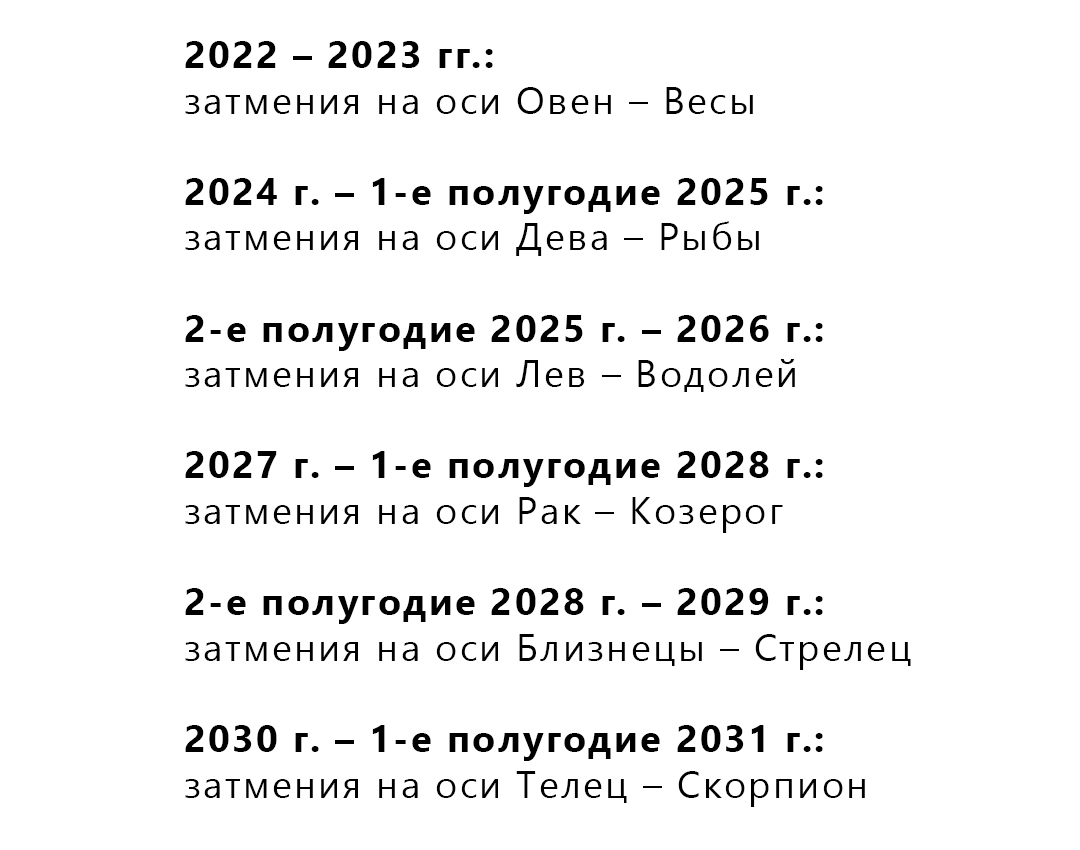 2022 – 2023 гг.:
затмения на оси Овен – Весы
2024 г. – 1-е полугодие 2025 г.:
затмения на оси Дева – Рыбы
2-е полугодие 2025 г. – 2026 г.:
затмения на оси Лев – Водолей
2027 г. – 1-е полугодие 2028 г.:
затмения на оси Рак – Козерог
2-е полугодие 2028 г. – 2029 г.:
затмения на оси Близнецы – Стрелец
2030 г. – 1-е полугодие 2031 г.:
затмения на оси Телец – Скорпион